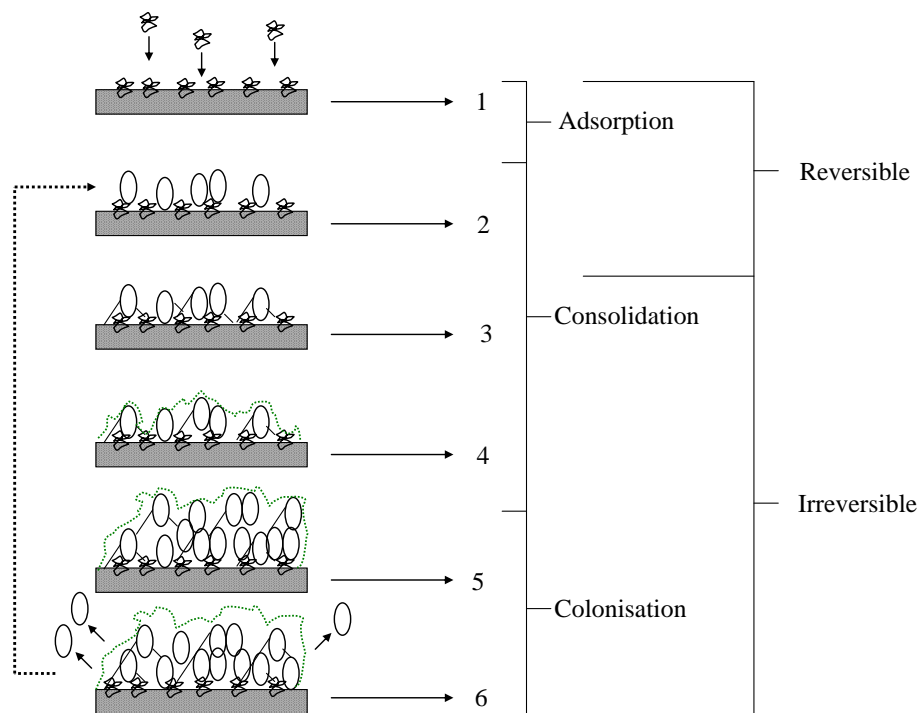 1
Adsorption
Reversible
2
Consolidation
3
4
Irreversible
5
Colonisation
6